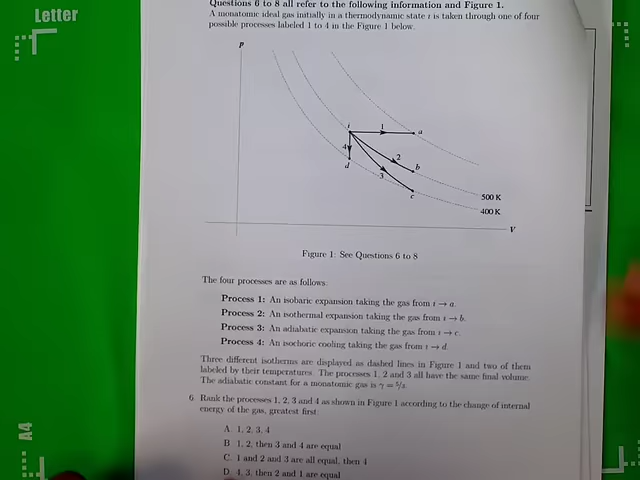 Letter
Questions 6 to 8 all refer to the following information and Figure 1.
A monatomic ideal gas initially in a thermodynamic state i is taken through one of four
possible processes labeled 1 to 4 in the Figure 1 below.
P
i
1
a
4
2
d
b
3
c
500 K
400 K
V
Figure 1: See Questions 6 to 8
The four processes are as follows:
Process 1: An isobaric expansion taking the gas from i → a.
Process 2: An isothermal expansion taking the gas from i → b.
Process 3: An adiabatic expansion taking the gas from i → c.
Process 4: An isochoric cooling taking the gas from i → d.
Three different isotherms are displayed as dashed lines in Figure 1 and two of them
labeled by their temperatures. The processes 1, 2 and 3 all have the same final volume.
The adiabatic constant for a monatomic gas is γ = 5/3.
6 Rank the processes 1, 2, 3 and 4 as shown in Figure 1 according to the change of internal
energy of the gas, greatest first:
A. 1, 2, 3, 4
B. 1, 2, then 3 and 4 are equal
C. 1 and 2 and 3 are all equal, then 4
D. 4, 3, then 2 and 1 are equal
A4